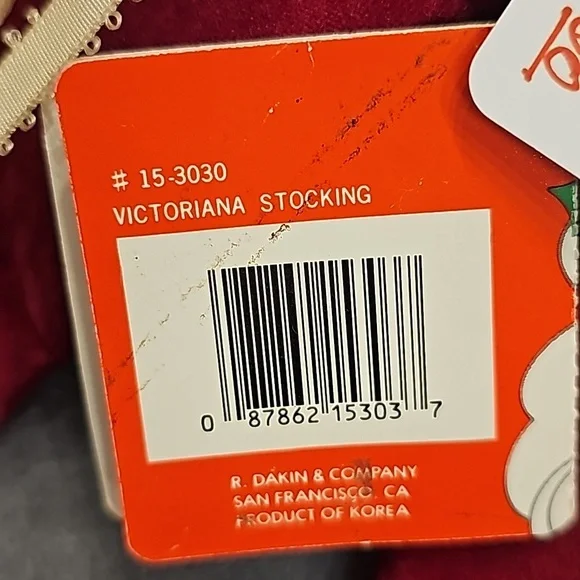 # 15-3030
VICTORIANA STOCKING
0 87862 15303 7
R. DAKIN & COMPANY
SAN FRANCISCO, CA
PRODUCT OF KOREA